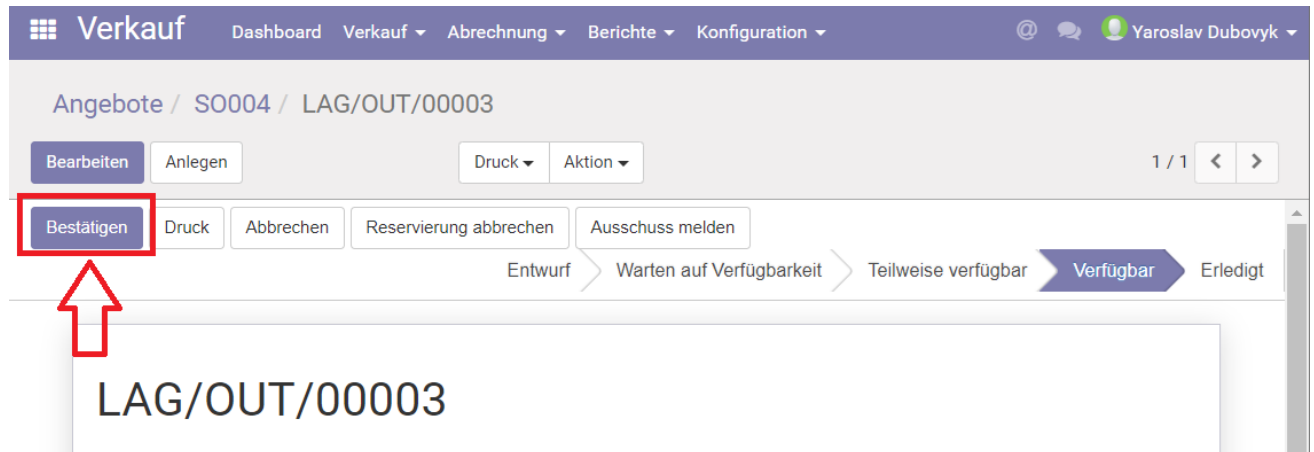 Verkauf Dashboard Verkauf Abrechnung Berichte Konfiguration @ Yaroslav Dubovyk
Angebote / SO004 / LAG/OUT/00003
Bearbeiten Anlegen Druck Aktion 1 / 1
Bestätigen Druck Abbrechen Reservierung abbrechen Ausschuss melden
Entwurf Warten auf Verfügbarkeit Teilweise verfügbar Verfügbar Erledigt
LAG/OUT/00003